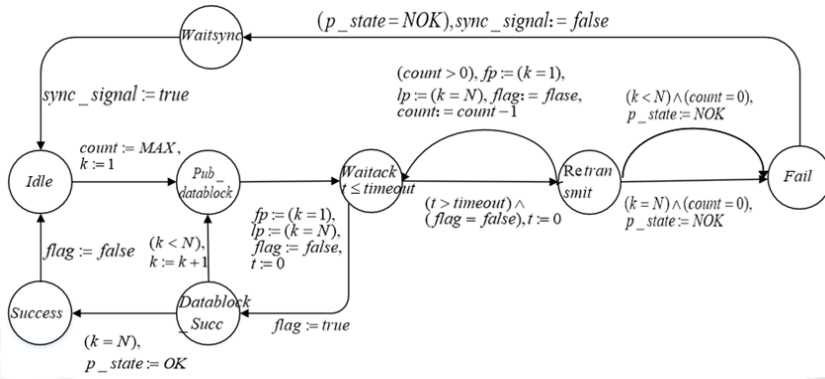 (p_state = NOK), sync_signal:= false
Waitsync
sync_signal := true
(count > 0), fp := (k = 1),
lp := (k = N), flag := flase,
count := count − 1
(k < N) ∧ (count = 0),
p_state := NOK
count := MAX,
k := 1
Idle
Pub_
datablock
Waitack
t ≤ timeout
Retran
smit
Fail
(t > timeout) ∧
(flag = false), t := 0
(k = N) ∧ (count = 0),
p_state := NOK
fp := (k = 1),
lp := (k = N),
flag := false,
t := 0
flag := false
(k < N),
k := k + 1
Success
Datablock
_Succ
flag := true
(k = N),
p_state := OK